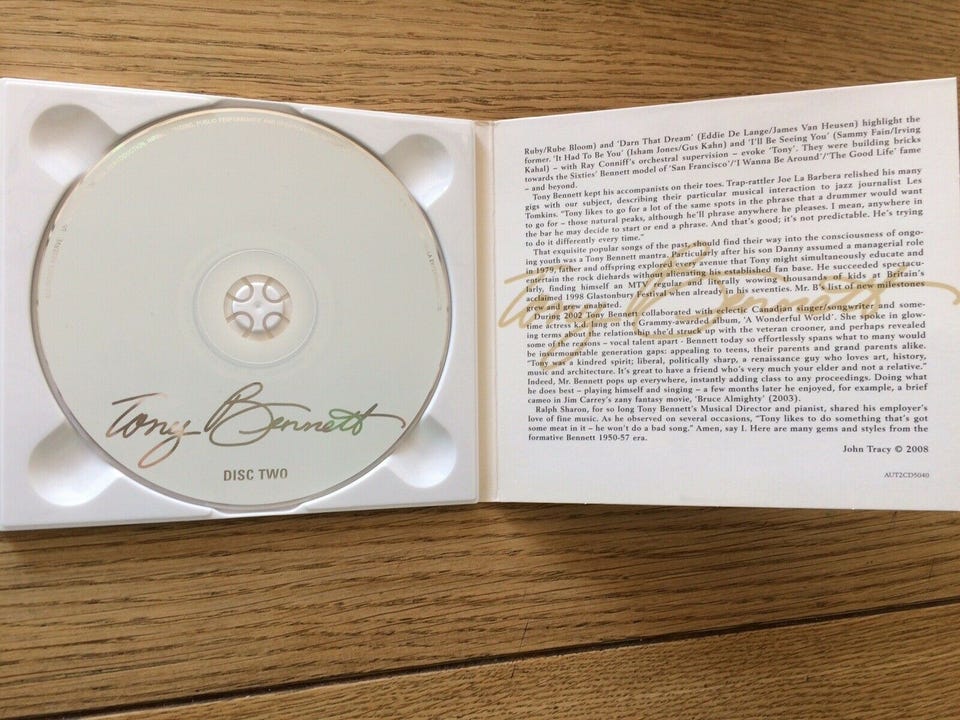 Tony Bennett
DISC TWO
Ruby/Rube Bloom) and 'Darn That Dream' (Eddie De Lange/James Van Heusen) highlight the
former. 'It Had To Be You' (Isham Jones/Gus Kahn) and 'I'll Be Seeing You' (Sammy Fain/Irving
Kahal) – with Ray Conniff's orchestral supervision – evoke 'Tony'. They were building bricks
towards the Sixties' Bennett model of 'San Francisco'/'I Wanna Be Around'/'The Good Life' fame
– and beyond.
Tony Bennett kept his accompanists on their toes. Trap-rattler Joe La Barbera relished his many
gigs with our subject, describing their particular musical interaction to jazz journalist Les
Tomkins. "Tony likes to go for a lot of the same spots in the phrase that a drummer would want
to go for – those natural peaks, although he'll phrase anywhere he pleases. I mean, anywhere in
the bar he may decide to start or end a phrase. And that's good; it's not predictable. He's trying
to do it differently every time."
That exquisite popular songs of the past could find their way into the consciousness of ongo-
ing youth was a Tony Bennett mantra, particularly after his son Danny assumed a managerial role
in 1979, father and offspring explored every avenue that Tony might simultaneously educate and
entertain the rock diehards without alienating his established fan base. He succeeded spectacu-
larly, finding himself an MTV regular and literally wowing thousands of kids at Britain's
acclaimed 1998 Glastonbury Festival when already in his seventies. Mr. B's list of new milestones
grows unabated.
During 2002 Tony Bennett collaborated with eclectic Canadian singer/songwriter and some-
time actress k.d. lang on the Grammy-awarded album, 'A Wonderful World'. She spoke in glow-
ing terms about the relationship she'd struck up with the veteran crooner, and perhaps revealed
some of the reasons – vocal talent apart - Bennett today so effortlessly spans what to many would
be insurmountable generation gaps: appealing to teens, their parents and grand parents alike.
"Tony was a kindred spirit; liberal, politically sharp, a renaissance guy who loves art, history,
music and architecture. It's great to have a friend who's very much your elder and not a relative."
Indeed, Mr. Bennett pops up everywhere, instantly adding class to any proceedings. Doing what
he does best – playing himself and singing – a few months later he enjoyed, for example, a brief
cameo in Jim Carrey's zany fantasy movie, 'Bruce Almighty' (2003).
Ralph Sharon, for so long Tony Bennett's Musical Director and pianist, shared his employer's
love of fine music. As he observed on several occasions, "Tony likes to do something that's got
some meat in it – he won't do a bad song." Amen, say I. Here are many gems and styles from the
formative Bennett 1950-57 era.
John Tracy © 2008
AUT2CD5040
Tony Bennett